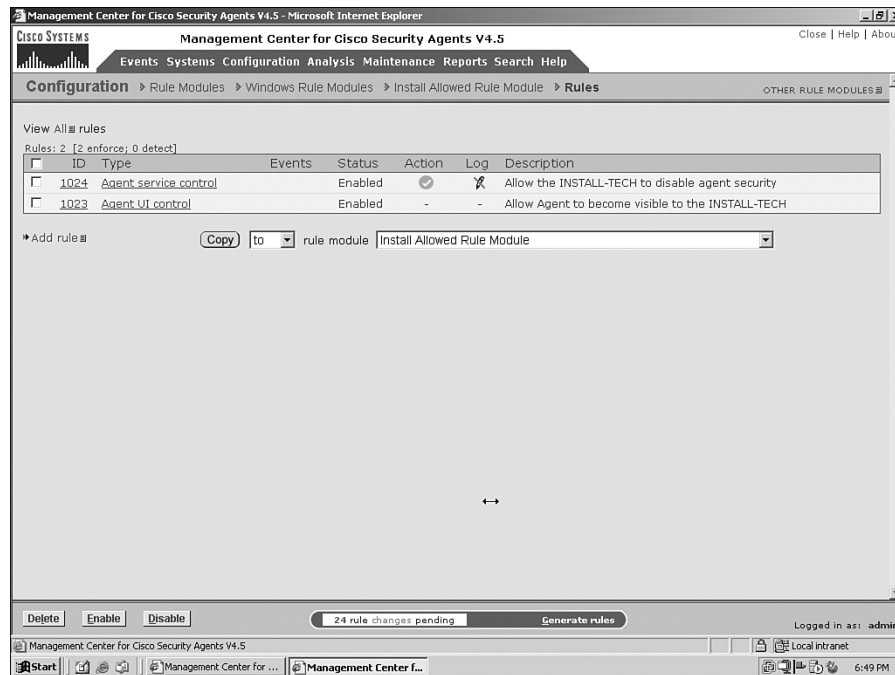 Management Center for Cisco Security Agents V4.5 - Microsoft Internet Explorer
CISCO SYSTEMS
Management Center for Cisco Security Agents V4.5
Close | Help | Abou
Events Systems Configuration Analysis Maintenance Reports Search Help
Configuration Rule Modules Windows Rule Modules Install Allowed Rule Module Rules
OTHER RULE MODULES
View All rules
Rules: 2 [2 enforce; 0 detect]
ID Type Events Status Action Log Description
1024 Agent service control Enabled Allow the INSTALL-TECH to disable agent security
1023 Agent UI control Enabled - - Allow Agent to become visible to the INSTALL-TECH
Add rule Copy to rule module Install Allowed Rule Module
Delete Enable Disable 24 rule changes pending Generate rules
Logged in as: admin
Management Center for Cisco Security Agents V4.5 Local intranet
Start Management Center for ... Management Center f... 6:49 PM